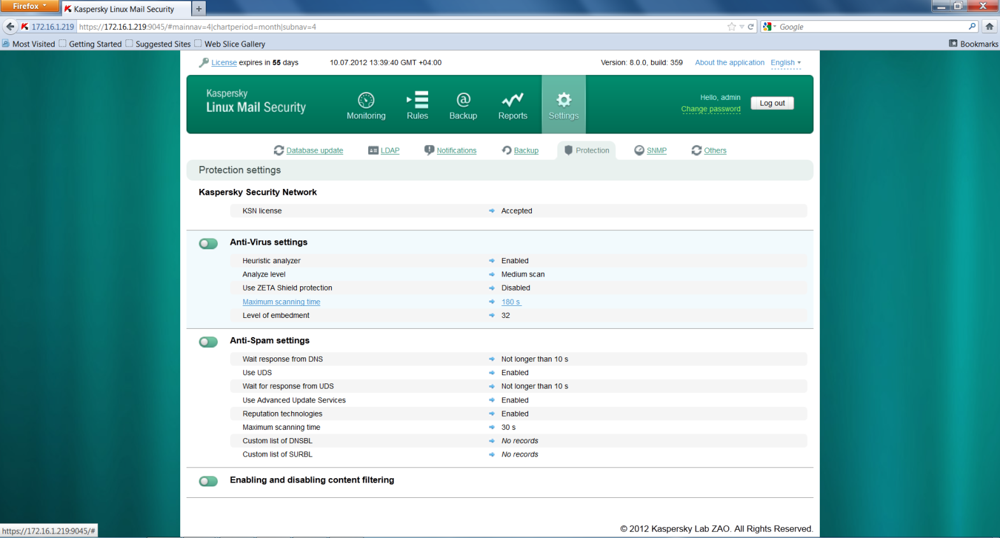 Firefox
Kaspersky Linux Mail Security
172.16.1.219 https://172.16.1.219:9045/#mainnav=4|chartperiod=month|subnav=4
Google
Most Visited Getting Started Suggested Sites Web Slice Gallery
Bookmarks
License expires in 55 days 10.07.2012 13:39:40 GMT +04:00 Version: 8.0.0, build: 359 About the application English
Kaspersky
Linux Mail Security
Monitoring Rules Backup Reports Settings
Hello, admin
Change password
Log out
Database update LDAP Notifications Backup Protection SNMP Others
Protection settings
Kaspersky Security Network
KSN license Accepted
Anti-Virus settings
Heuristic analyzer Enabled
Analyze level Medium scan
Use ZETA Shield protection Disabled
Maximum scanning time 180 s
Level of embedment 32
Anti-Spam settings
Wait response from DNS Not longer than 10 s
Use UDS Enabled
Wait for response from UDS Not longer than 10 s
Use Advanced Update Services Enabled
Reputation technologies Enabled
Maximum scanning time 30 s
Custom list of DNSBL No records
Custom list of SURBL No records
Enabling and disabling content filtering
© 2012 Kaspersky Lab ZAO. All Rights Reserved.
https://172.16.1.219:9045/#